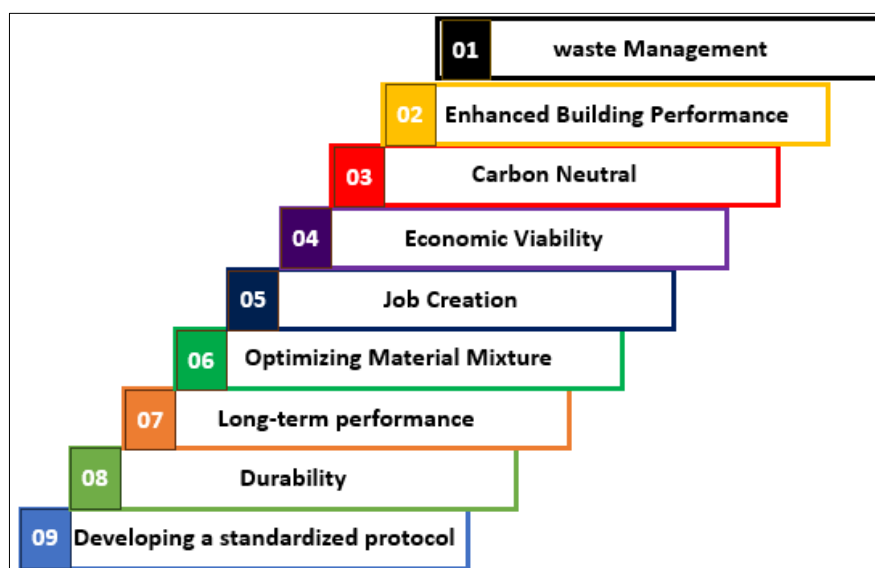 01 waste Management
02 Enhanced Building Performance
03 Carbon Neutral
04 Economic Viability
05 Job Creation
06 Optimizing Material Mixture
07 Long-term performance
08 Durability
09 Developing a standardized protocol